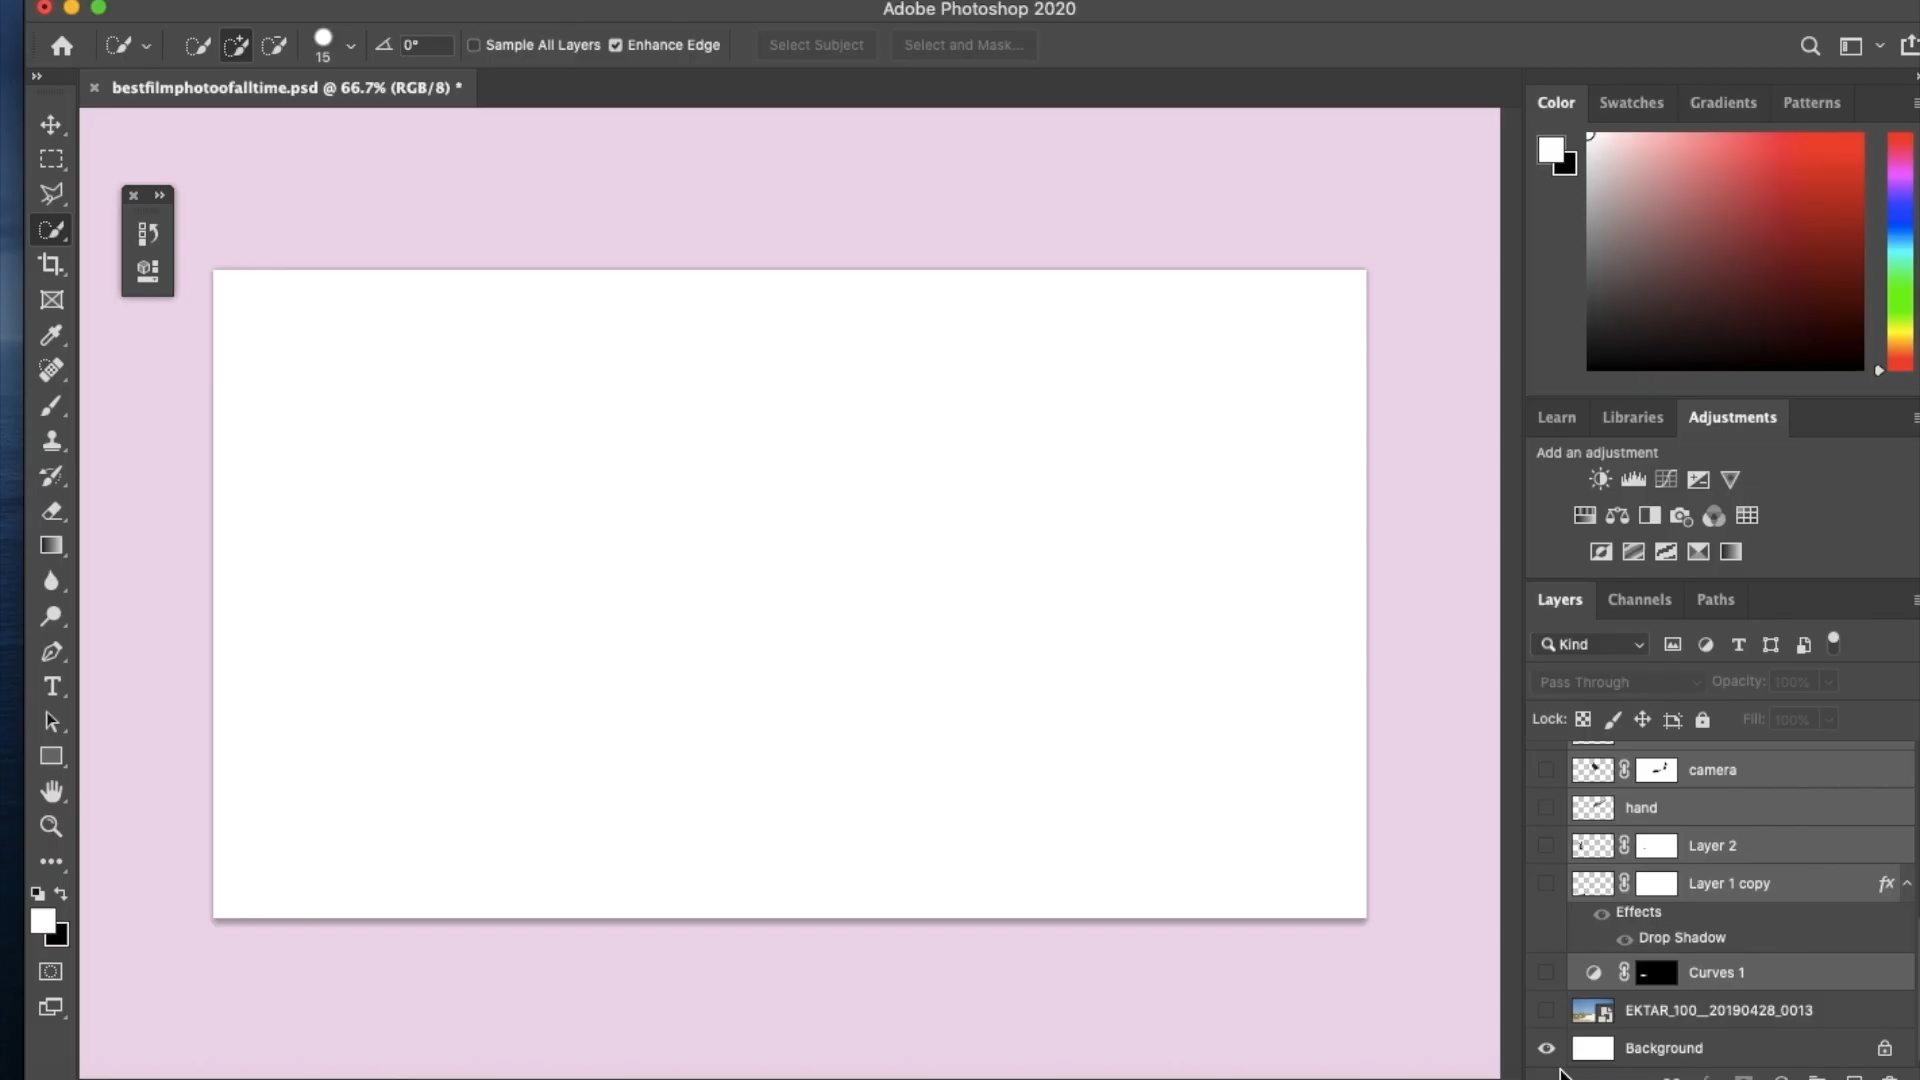 Adobe Photoshop 2020
15
0°
Sample All Layers
Enhance Edge
Select Subject
Select and Mask...
bestfilmphotoofalltime.psd @ 66.7% (RGB/8) *
Color
Swatches
Gradients
Patterns
Learn
Libraries
Adjustments
Add an adjustment
Layers
Channels
Paths
Kind
Pass Through
Opacity: 100%
Lock:
Fill: 100%
camera
hand
Layer 2
Layer 1 copy
fx
Effects
Drop Shadow
Curves 1
EKTAR_100__20190428_0013
Background